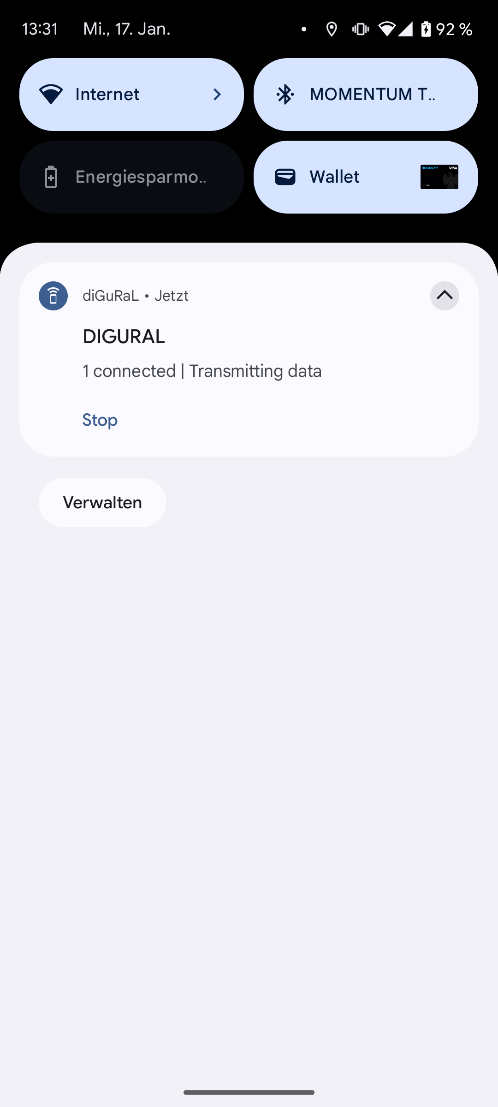 13:31 Mi., 17. Jan. 92 %
Internet
MOMENTUM T..
Energiesparmo..
Wallet
diGuRaL • Jetzt
DIGURAL
1 connected | Transmitting data
Stop
Verwalten